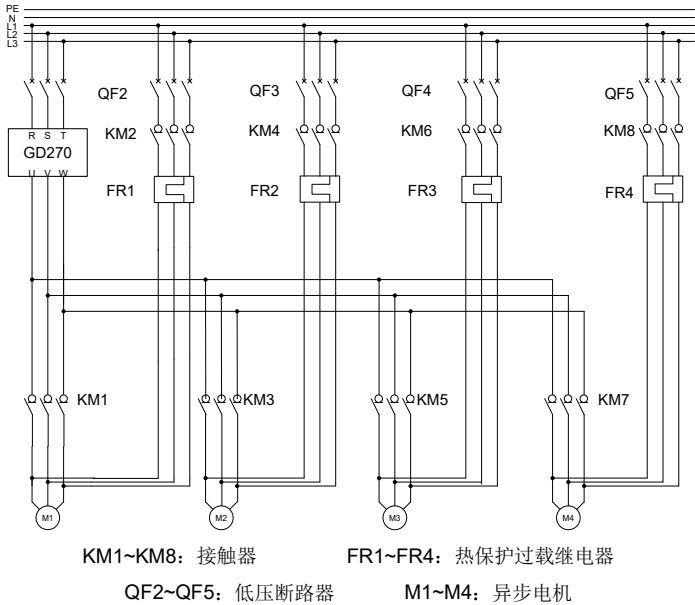 PE
N
L1
L2
L3
QF2
QF3
QF4
QF5
R S T
GD270
U V W
KM2
KM4
KM6
KM8
FR1
FR2
FR3
FR4
KM1
KM3
KM5
KM7
M1
M2
M3
M4
KM1~KM8：接触器
FR1~FR4：热保护过载继电器
QF2~QF5：低压断路器
M1~M4：异步电机